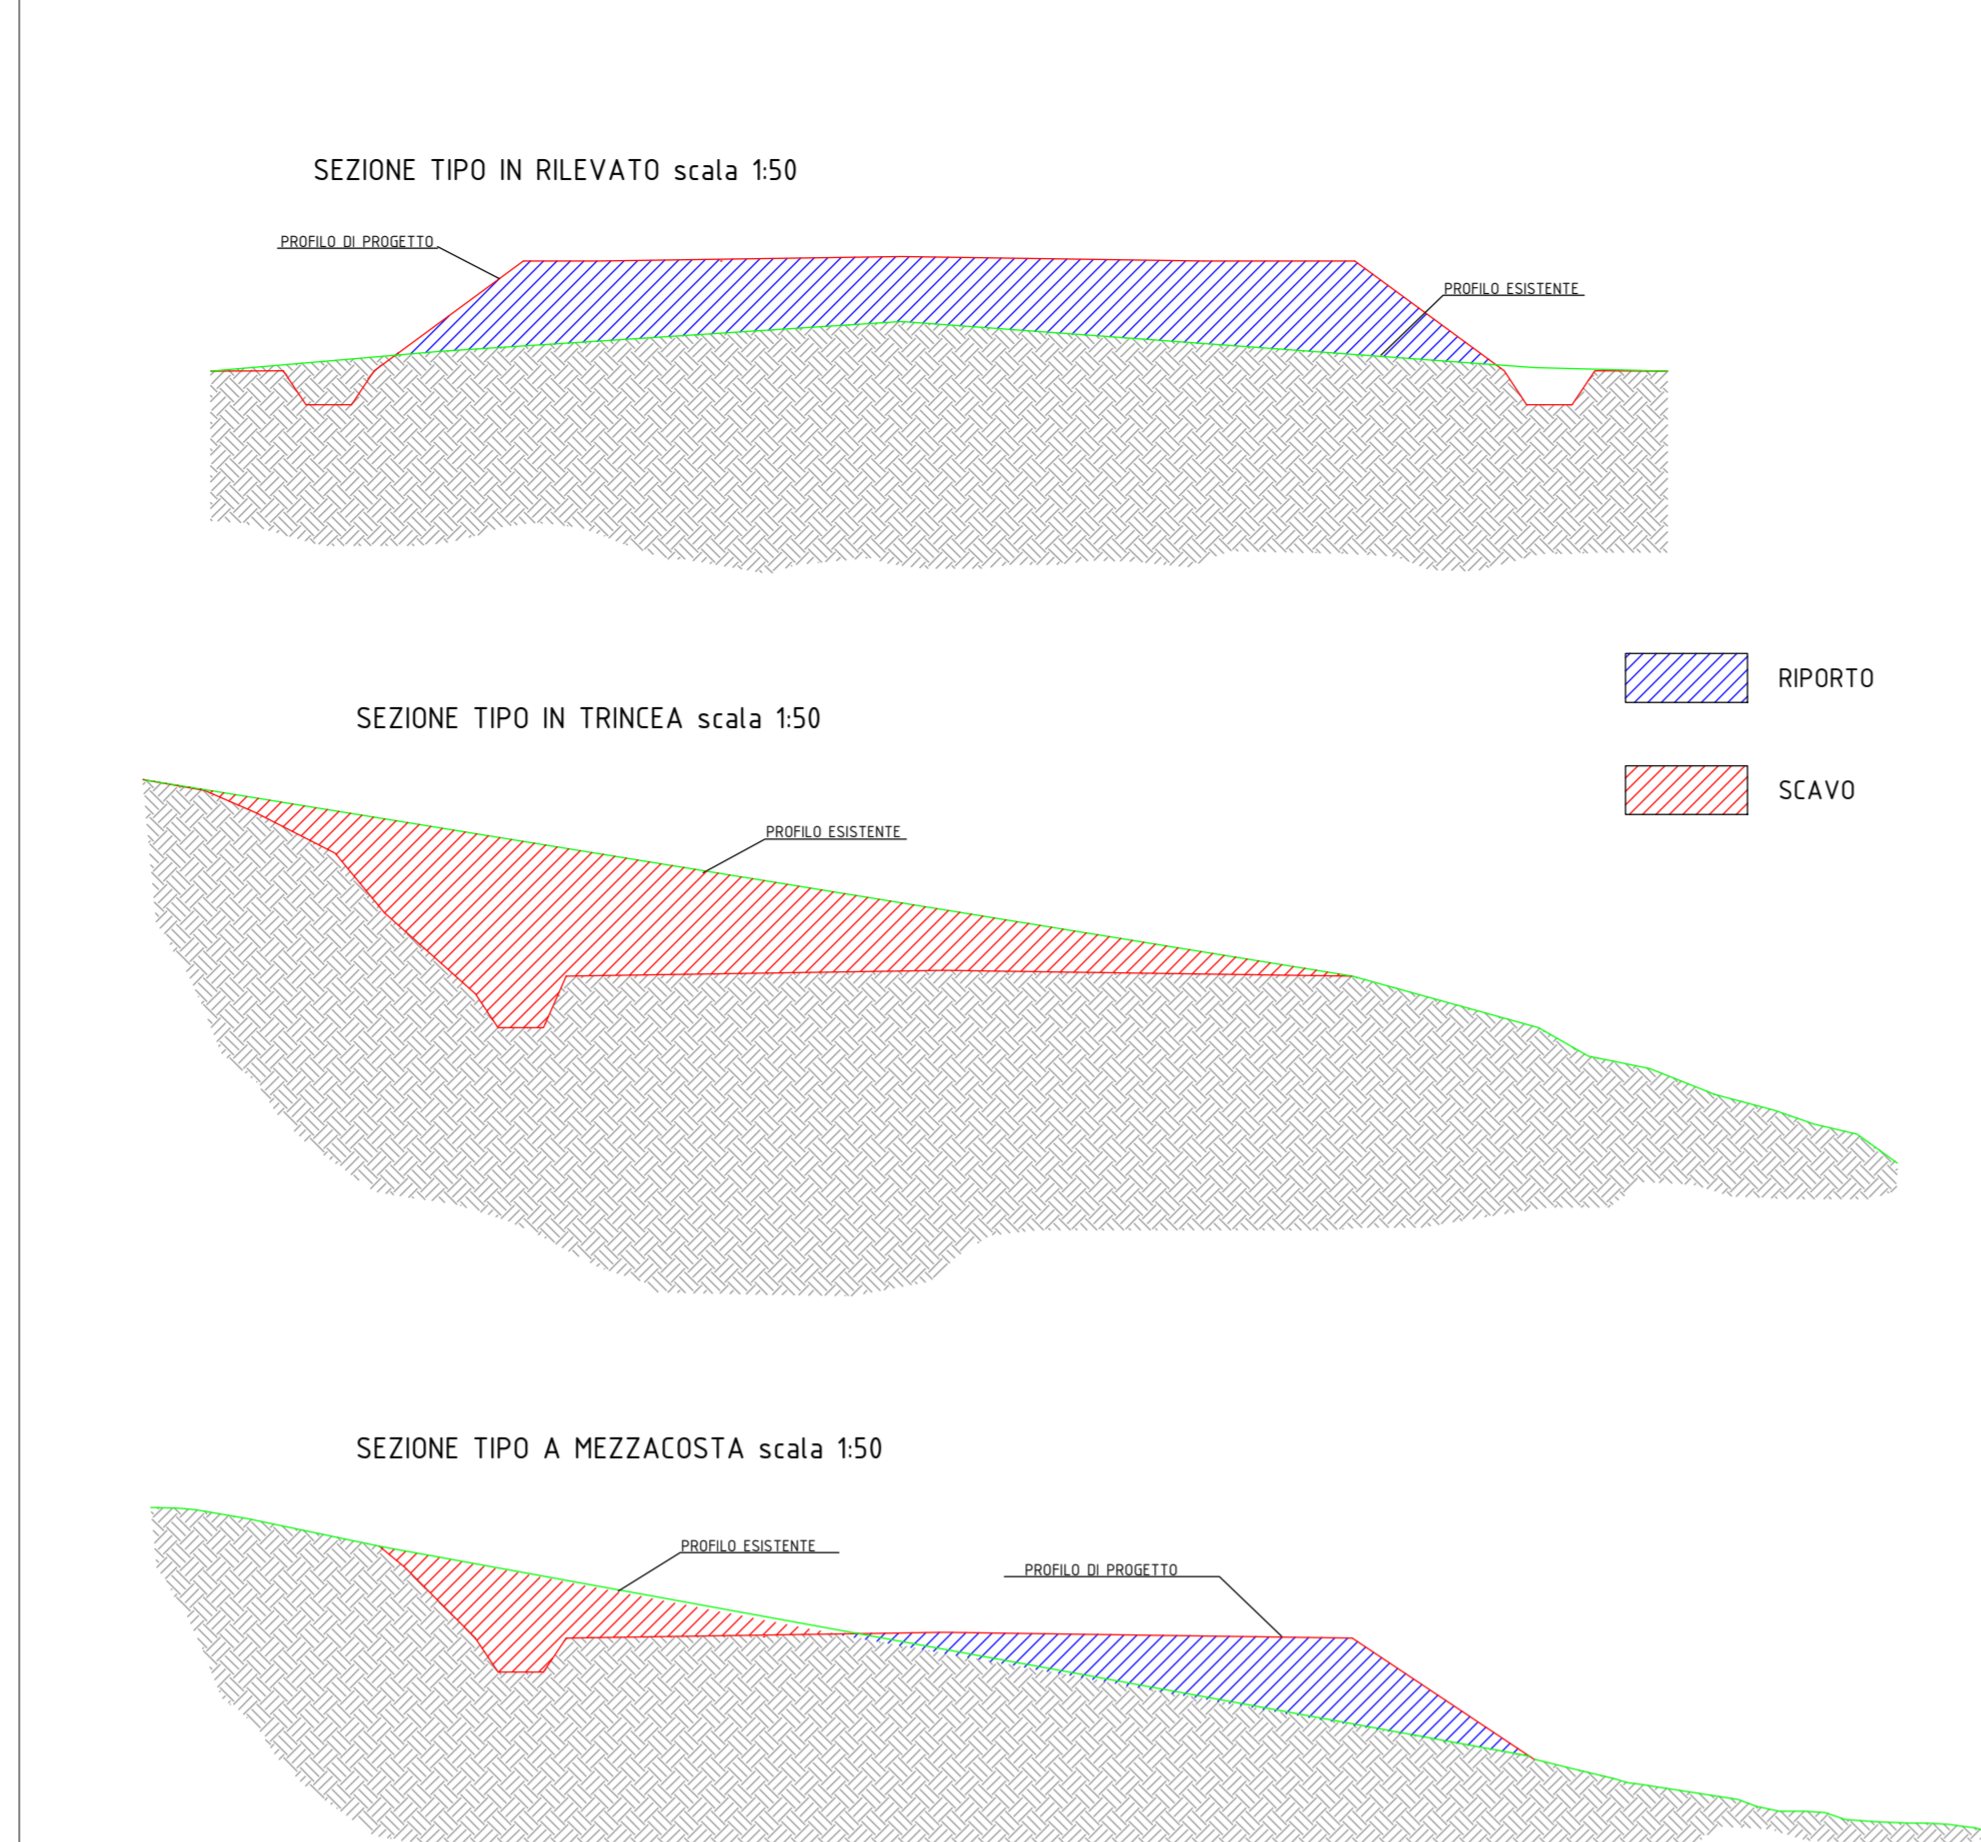 SEZIONE TIPO IN RILEVATO scala 1:50
PROFILO DI PROGETTO
PROFILO ESISTENTE
RIPORTO
SEZIONE TIPO IN TRINCEA scala 1:50
SCAVO
PROFILO ESISTENTE
SEZIONE TIPO A MEZZACOSTA scala 1:50
PROFILO ESISTENTE
PROFILO DI PROGETTO